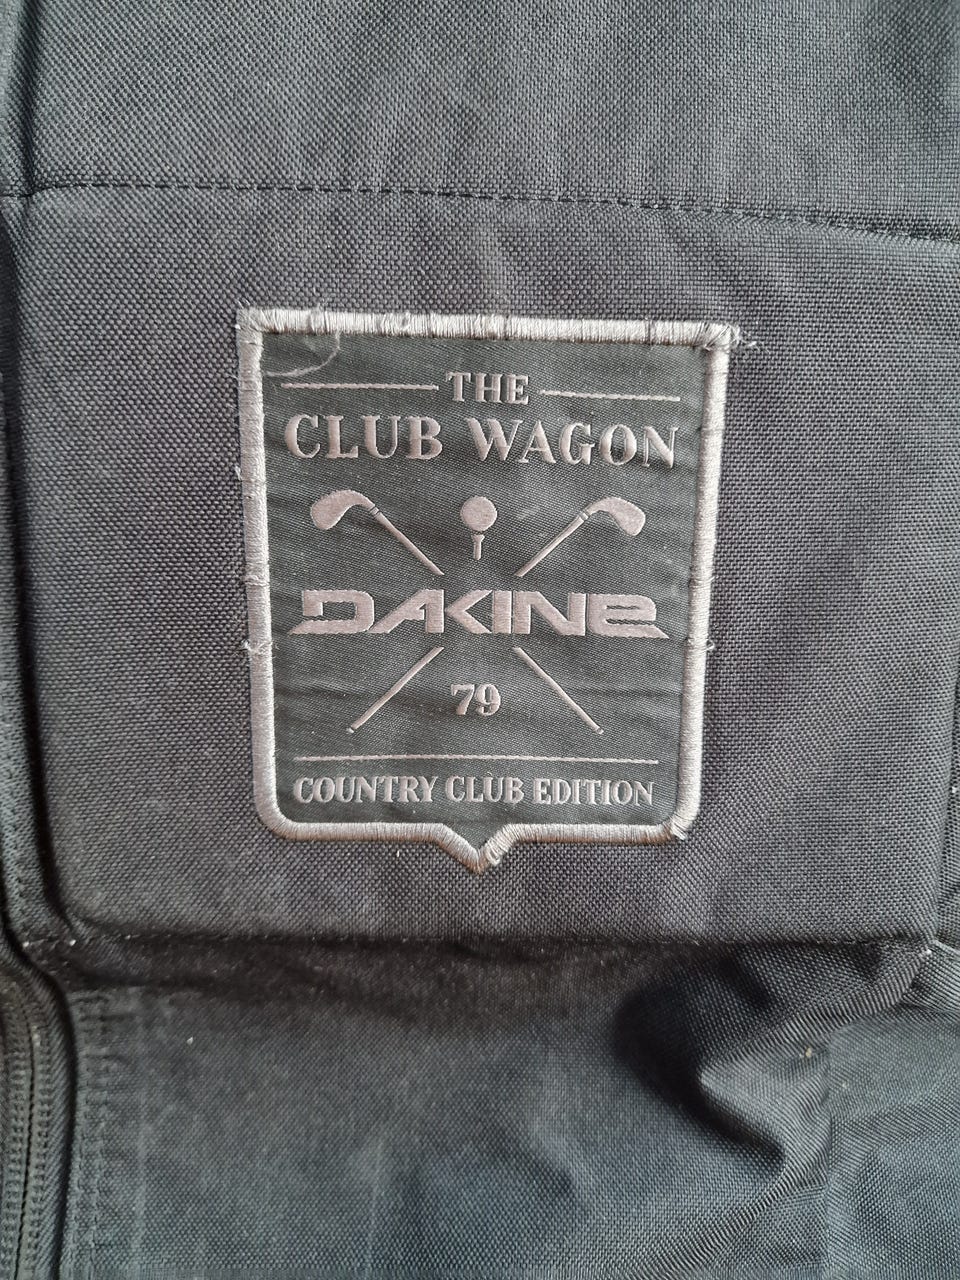 THE
CLUB WAGON
DAKINE
79
COUNTRY CLUB EDITION